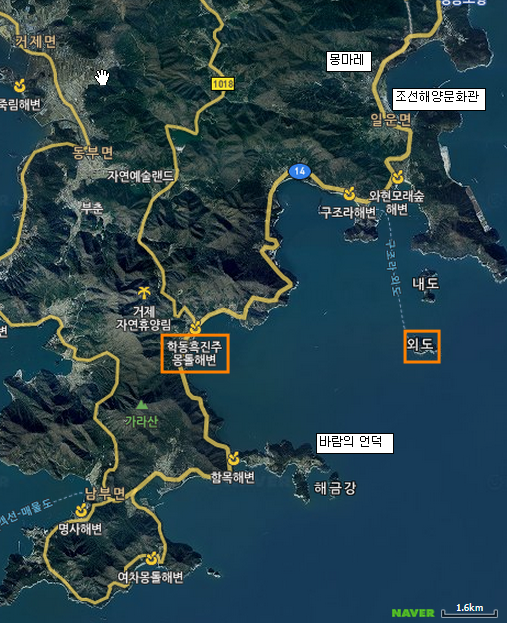 거제면
죽림해변
1018
몽마레
조선해양문화관
일운면
동부면
자연예술랜드
14
부춘
구조라해변
와현모래숲
해변
구조라-외도
내도
거제
자연휴양림
학동흑진주
몽돌해변
외도
가라산
바람의 언덕
함목해변
해금강
남부면
명사해변
여차몽돌해변
NAVER
1.6km